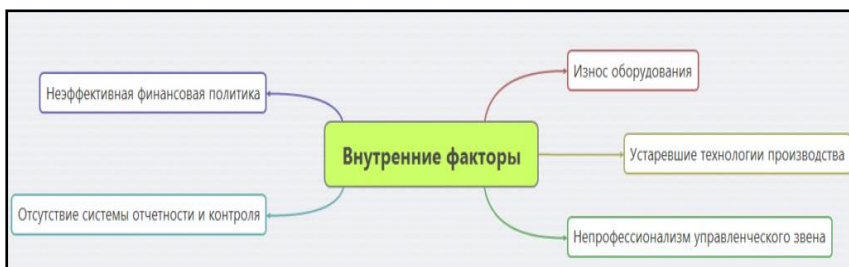 Неэффективная финансовая политика
Отсутствие системы отчетности и контроля
Внутренние факторы
Износ оборудования
Устаревшие технологии производства
Непрофессионализм управленческого звена